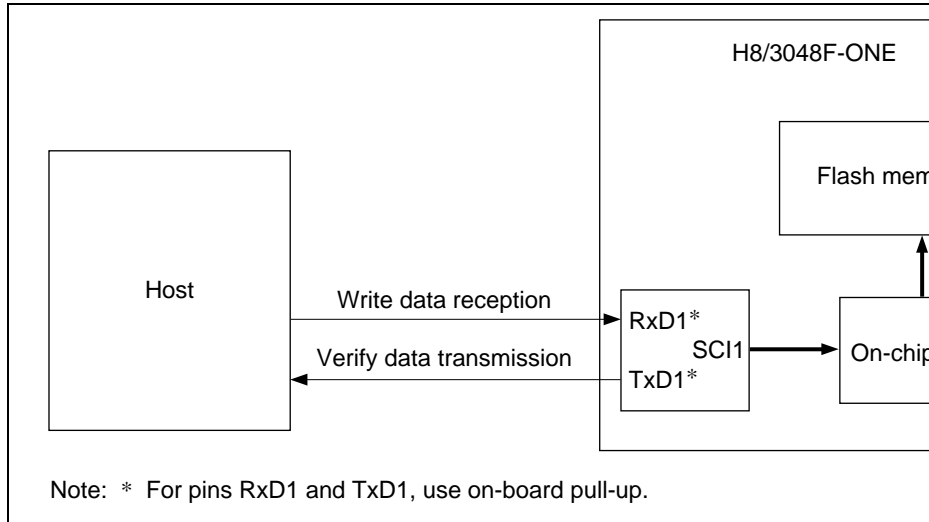 H8/3048F-ONE
Flash
Host
Write data reception
RxD1*
SCI1
On-chip
Verify data transmission
TxD1*
Note: * For pins RxD1 and TxD1, use on-board pull-up.